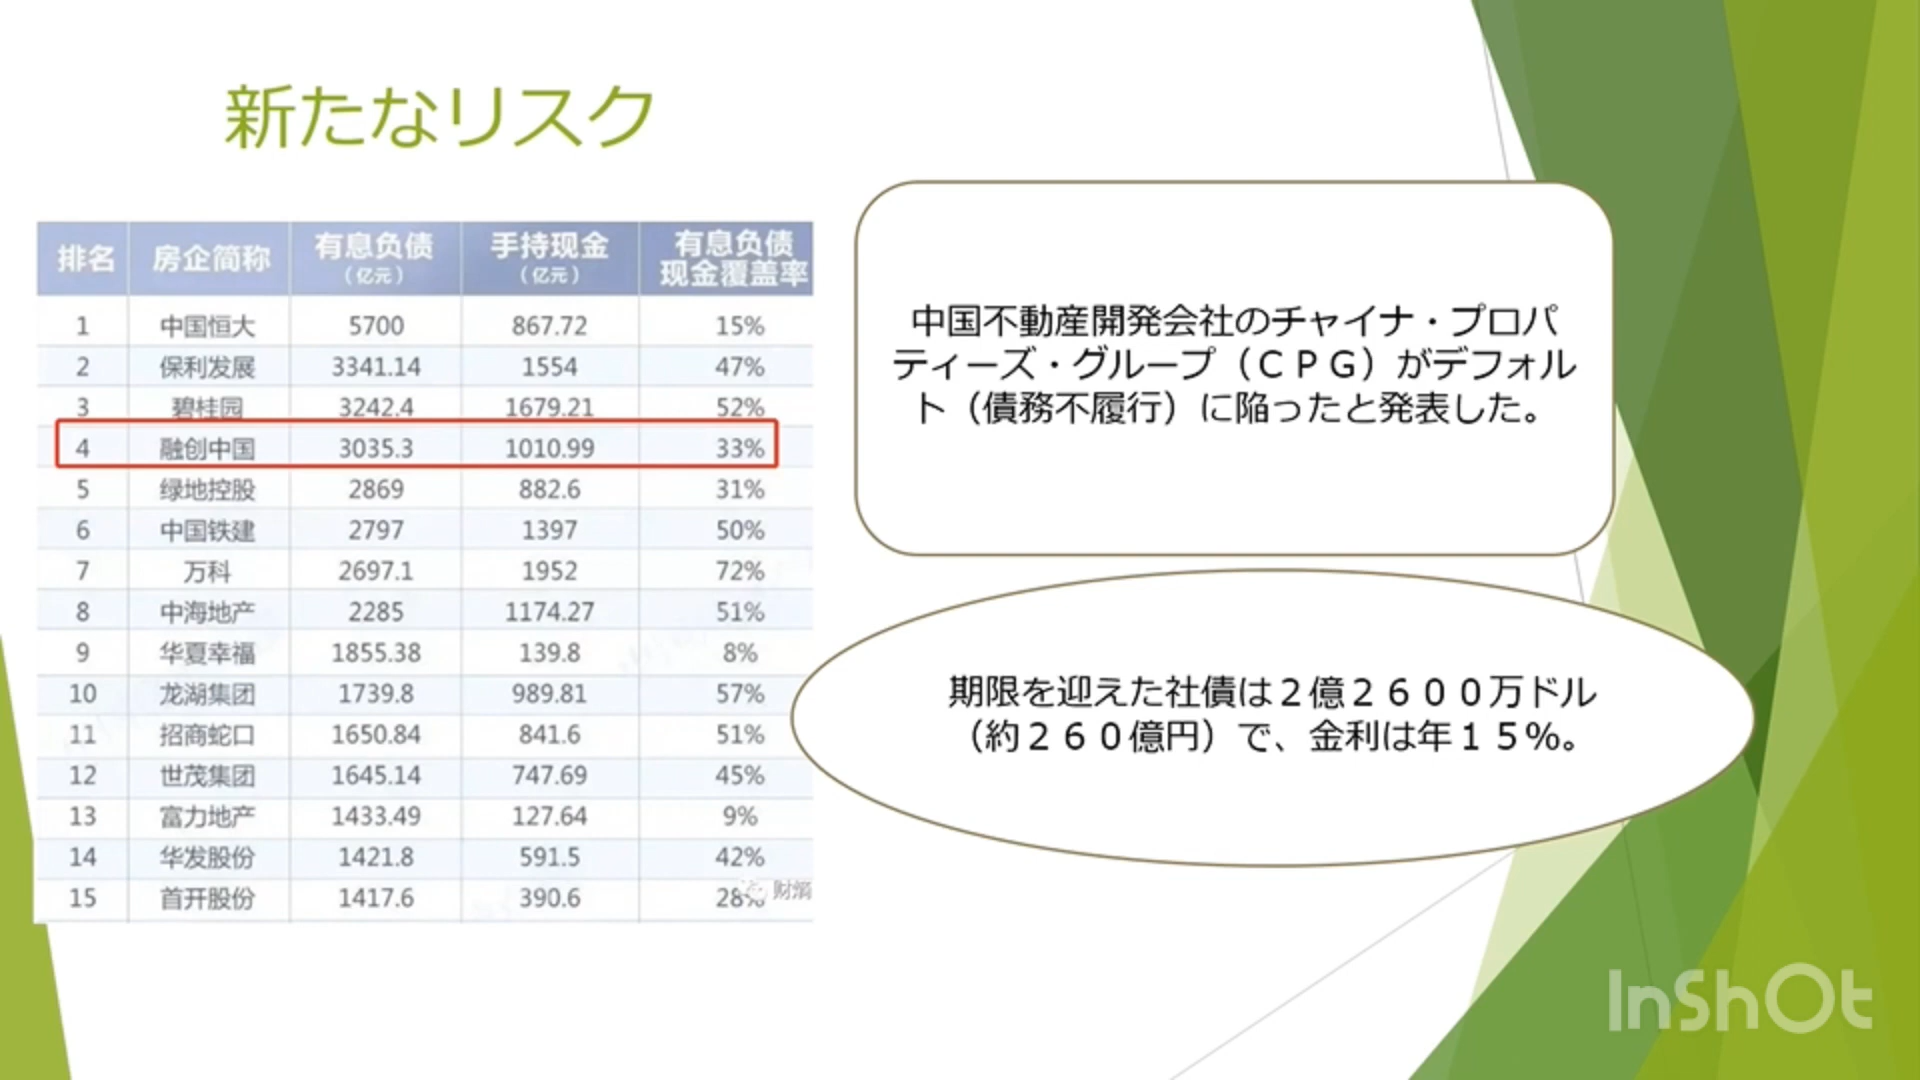 新たなリスク
排名 房企简称 有息负债（亿元） 手持现金（亿元） 有息负债现金覆盖率
1 中国恒大 5700 867.72 15%
2 保利发展 3341.14 1554 47%
3 碧桂园 3242.4 1679.21 52%
4 融创中国 3035.3 1010.99 33%
5 绿地控股 2869 882.6 31%
6 中国铁建 2797 1397 50%
7 万科 2697.1 1952 72%
8 中海地产 2285 1174.27 51%
9 华夏幸福 1855.38 139.8 8%
10 龙湖集团 1739.8 989.81 57%
11 招商蛇口 1650.84 841.6 51%
12 世茂集团 1645.14 747.69 45%
13 富力地产 1433.49 127.64 9%
14 华发股份 1421.8 591.5 42%
15 首开股份 1417.6 390.6 28%
中国不動産開発会社のチャイナ・プロパ
ティーズ・グループ（ＣＰＧ）がデフォル
ト（債務不履行）に陥ったと発表した。
期限を迎えた社債は２億２６００万ドル
（約２６０億円）で、金利は年１５％。
InShOt